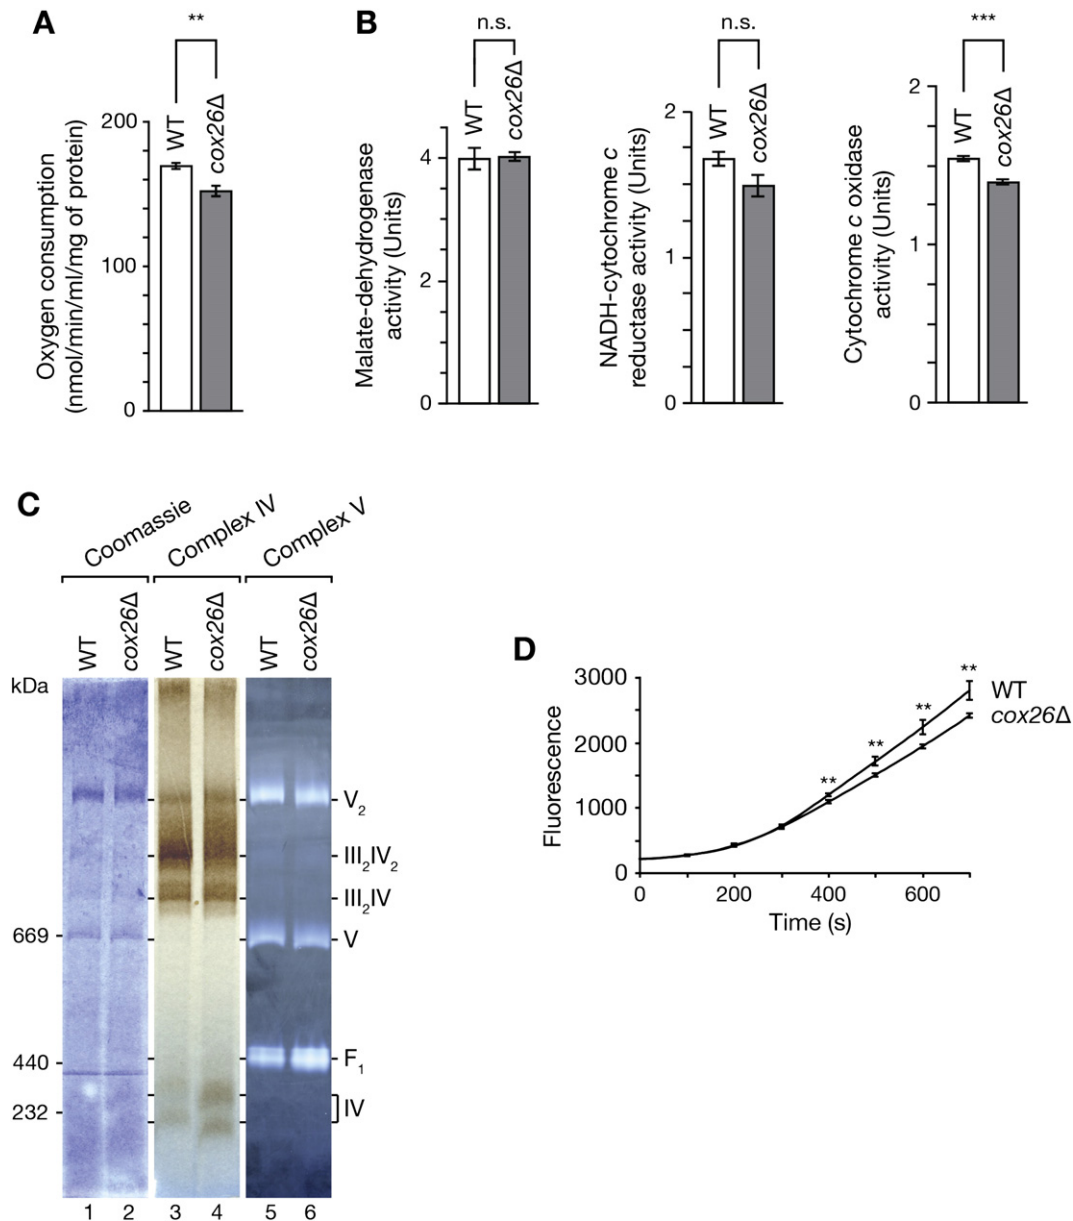 A
**
WT
cox26Δ
Oxygen consumption
(nmol/min/ml/mg of protein)
200
100
0
B
n.s.
WT
cox26Δ
Malate-dehydrogenase
activity (Units)
4
2
0
n.s.
WT
cox26Δ
NADH-cytochrome c
reductase activity (Units)
2
1
0
***
WT
cox26Δ
Cytochrome c oxidase
activity (Units)
2
1
0
C
Coomassie
Complex IV
Complex V
WT
cox26Δ
WT
cox26Δ
WT
cox26Δ
kDa
669
440
232
V₂
III₂IV₂
III₂IV
V
F₁
IV
1 2 3 4 5 6
D
Fluorescence
3000
2000
1000
0
** ** ** **
WT
cox26Δ
0 200 400 600
Time (s)